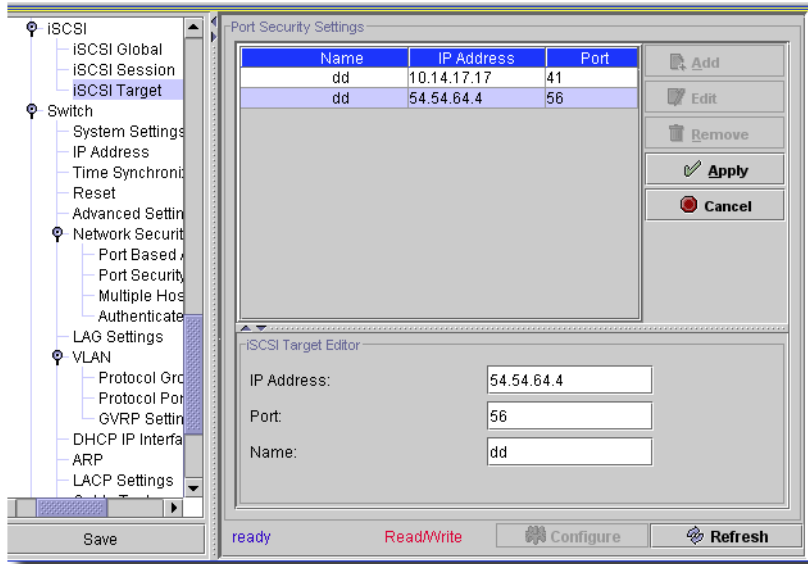 iSCSI
iSCSI Global
iSCSI Session
iSCSI Target
Switch
System Settings
IP Address
Time Synchroni
Reset
Advanced Settin
Network Securit
Port Based
Port Security
Multiple Hos
Authenticate
LAG Settings
VLAN
Protocol Gro
Protocol Por
GVRP Settin
DHCP IP Interfa
ARP
LACP Settings
Save
Port Security Settings
Name IP Address Port
dd 10.14.17.17 41
dd 54.54.64.4 56
Add
Edit
Remove
Apply
Cancel
iSCSI Target Editor
IP Address: 54.54.64.4
Port: 56
Name: dd
ready Read/Write Configure Refresh